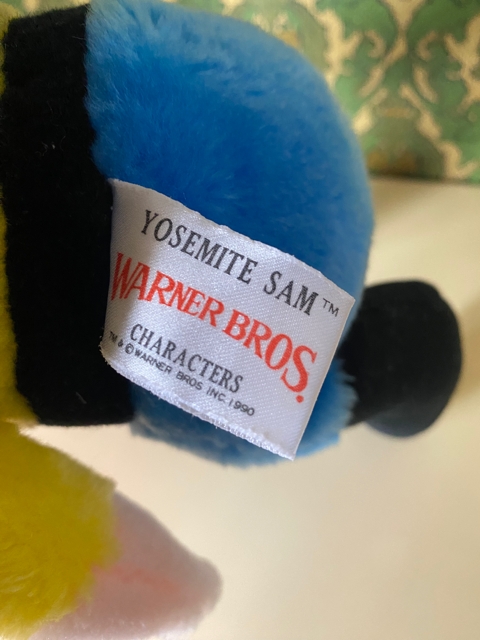 YOSEMITE SAM™
WARNER BROS.
CHARACTERS
™ & © WARNER BROS INC. 1990